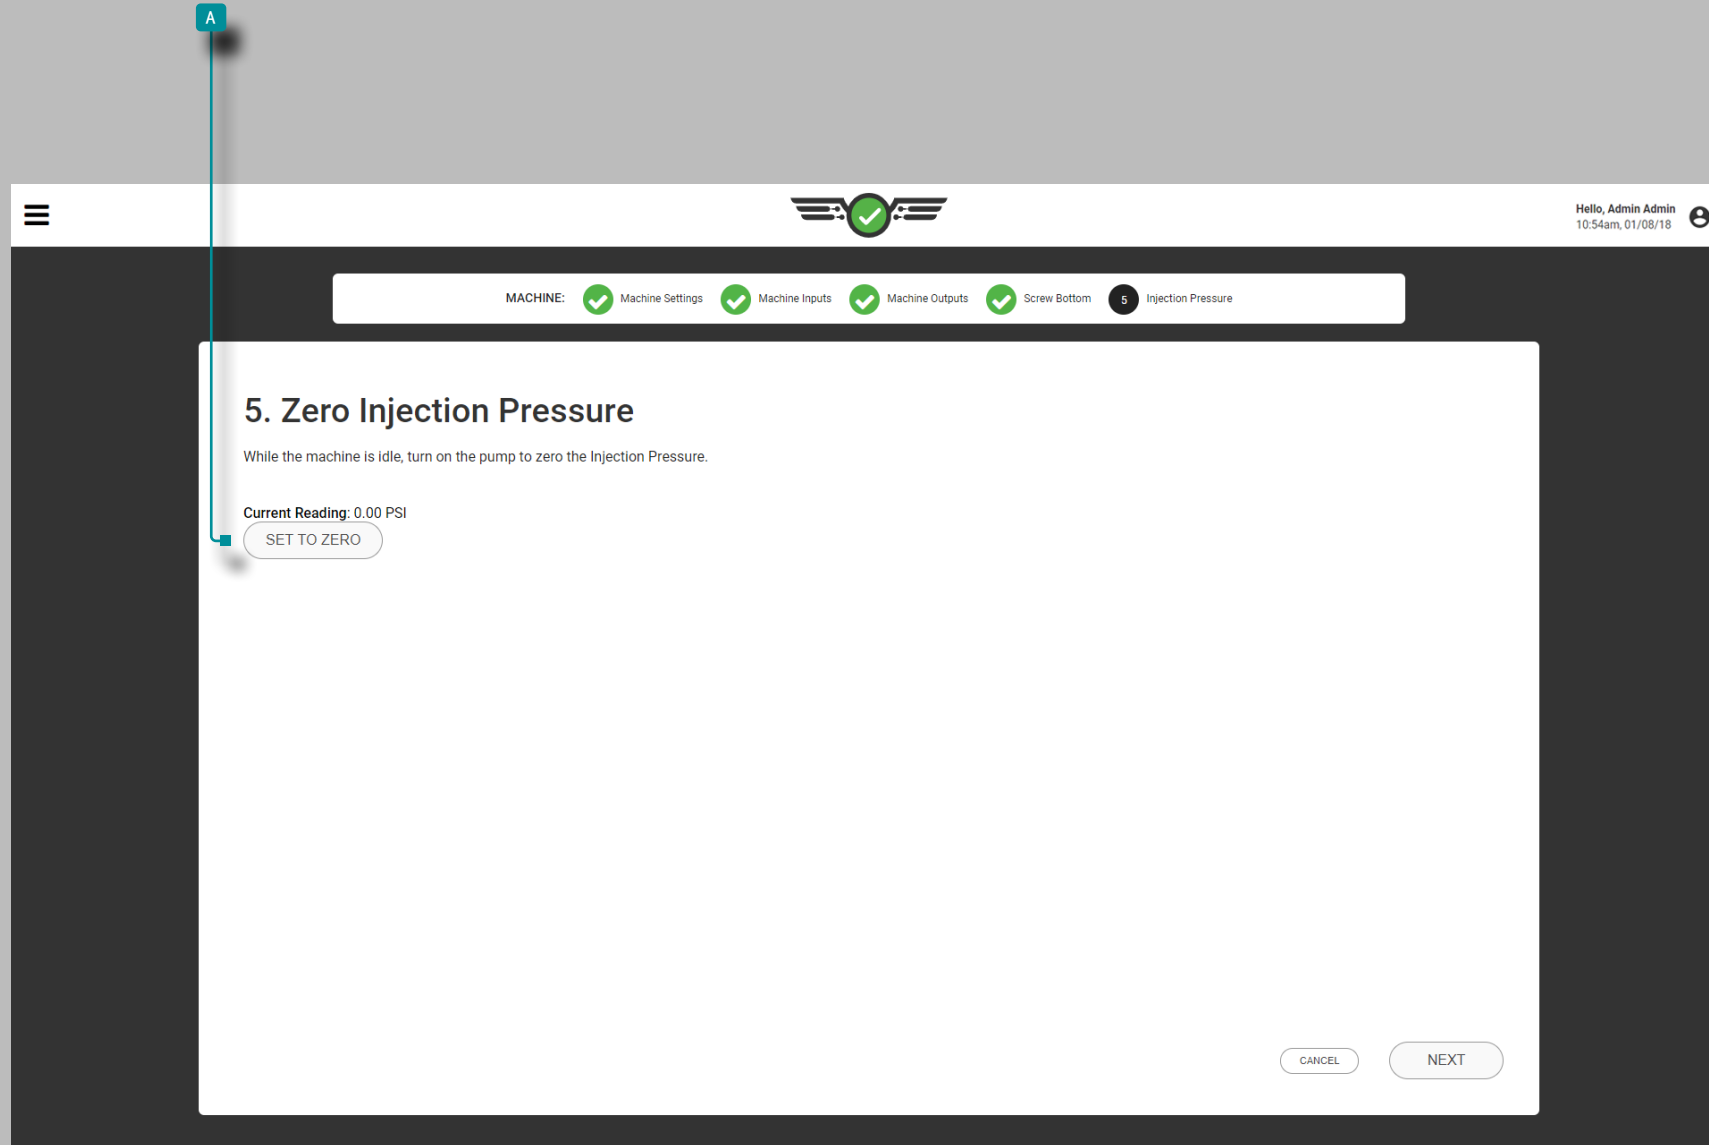 A
Hello, Admin Admin
10:54am, 01/08/18
MACHINE: Machine Settings Machine Inputs Machine Outputs Screw Bottom 5 Injection Pressure
5. Zero Injection Pressure
While the machine is idle, turn on the pump to zero the Injection Pressure.
Current Reading: 0.00 PSI
SET TO ZERO
CANCEL NEXT